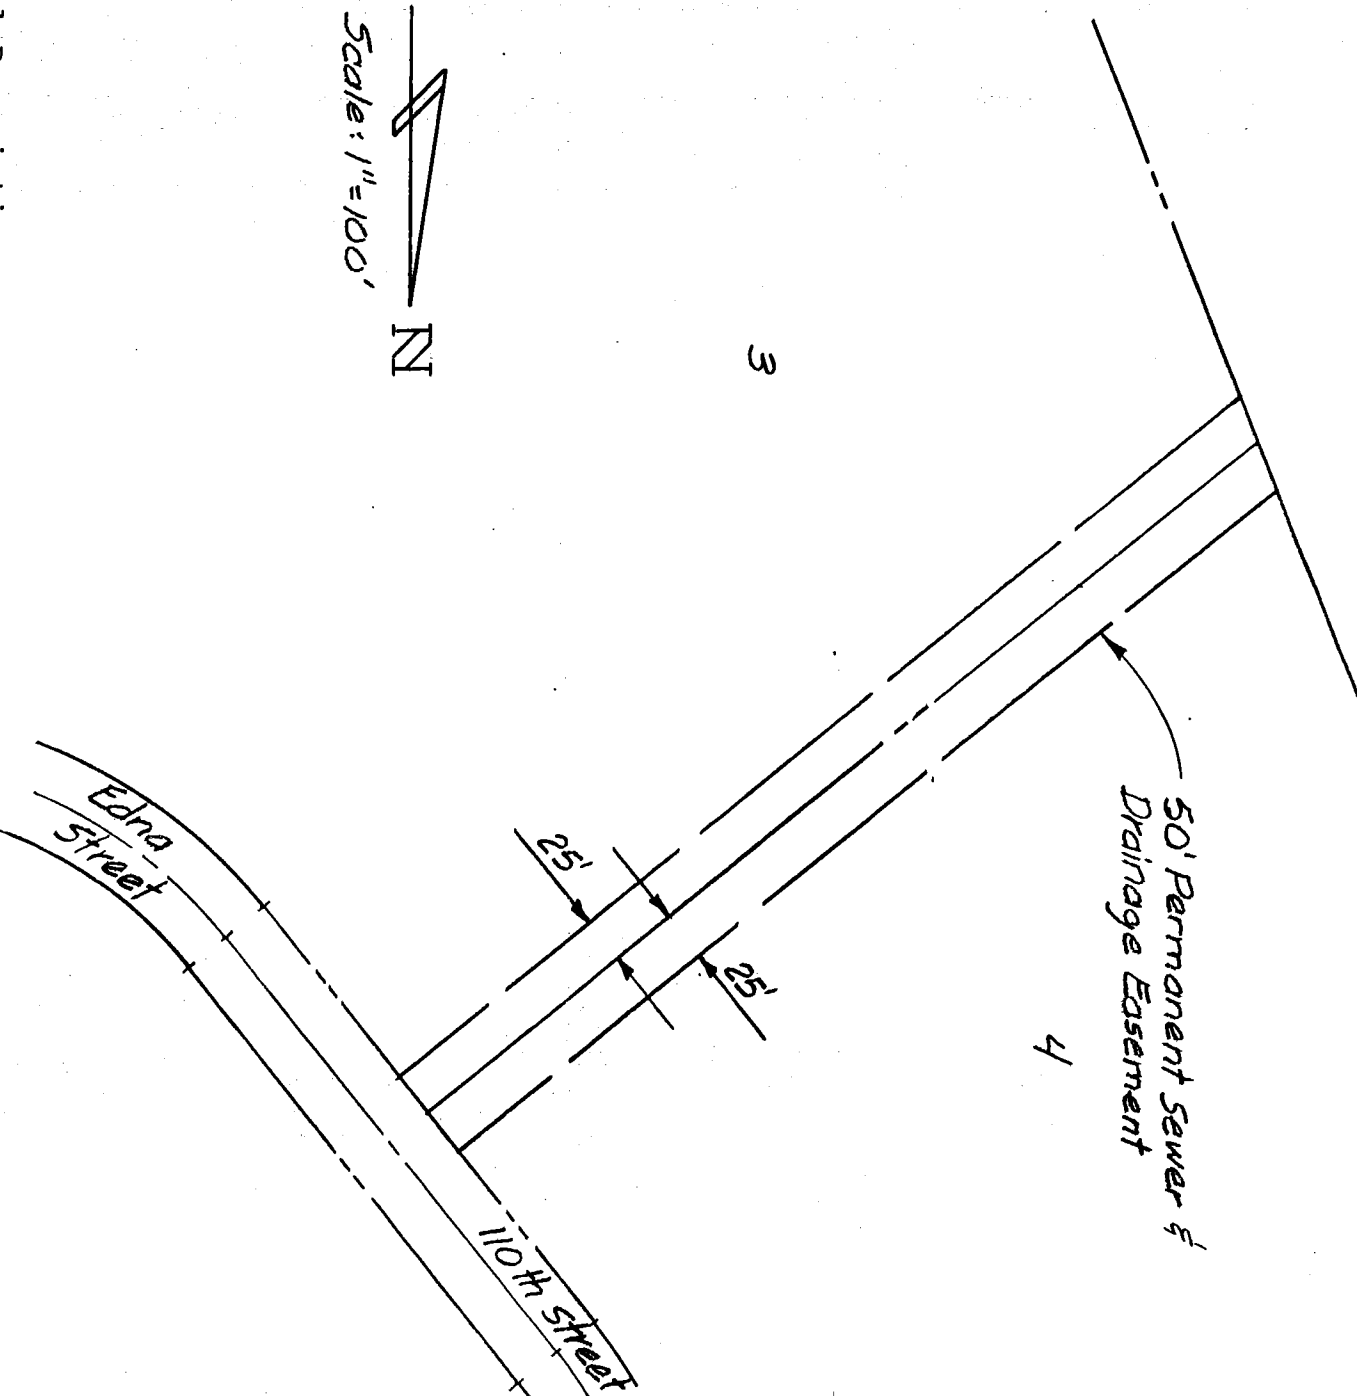 Scale: 1"=100'
N
3
50' Permanent Sewer &
Drainage Easement
4
25'
25'
Edna
Street
110th Street